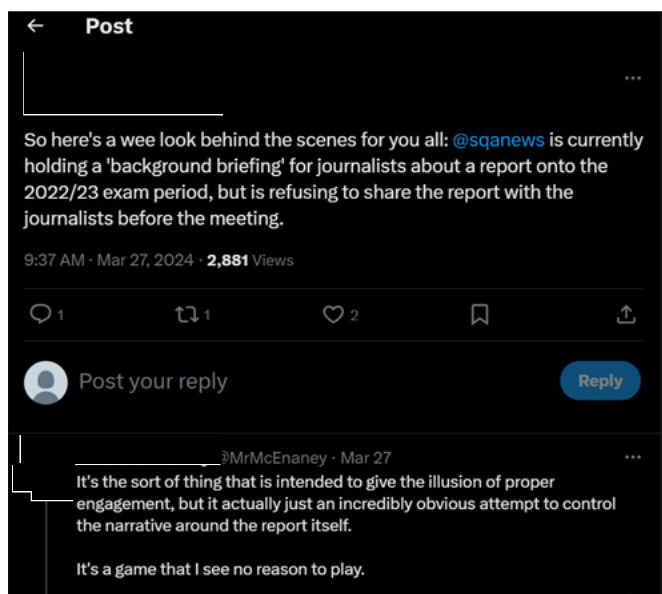 Post
So here's a wee look behind the scenes for you all: @sqanews is currently
holding a 'background briefing' for journalists about a report onto the
2022/23 exam period, but is refusing to share the report with the
journalists before the meeting.
9:37 AM · Mar 27, 2024 · 2,881 Views
1 1 2
Post your reply Reply
@MrMcEnaney · Mar 27
It's the sort of thing that is intended to give the illusion of proper
engagement, but it actually just an incredibly obvious attempt to control
the narrative around the report itself.
It's a game that I see no reason to play.